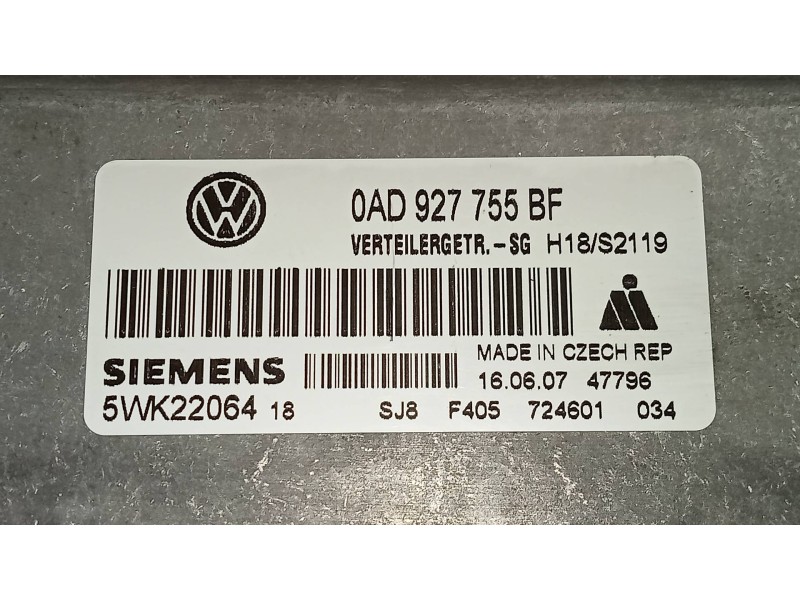 0AD 927 755 BF
VERTEILERGETR.-SG H18/S2119
MADE IN CZECH REP
SIEMENS 16.06.07 47796
5WK22064 18 SJ8 F405 724601 034